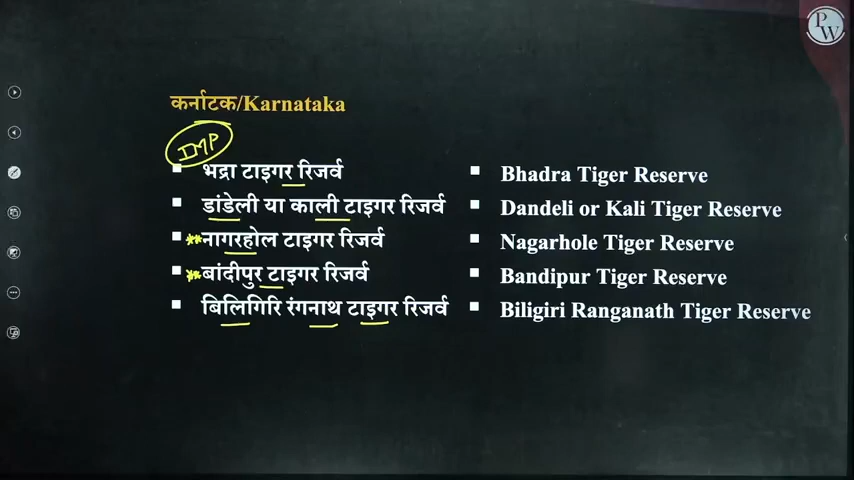 PW
कर्नाटक/Karnataka
IMP
भद्रा टाइगर रिजर्व
Bhadra Tiger Reserve
डांडेली या काली टाइगर रिजर्व
Dandeli or Kali Tiger Reserve
**नागरहोल टाइगर रिजर्व
Nagarhole Tiger Reserve
**बांदीपुर टाइगर रिजर्व
Bandipur Tiger Reserve
बिलिगिरि रंगनाथ टाइगर रिजर्व
Biligiri Ranganath Tiger Reserve